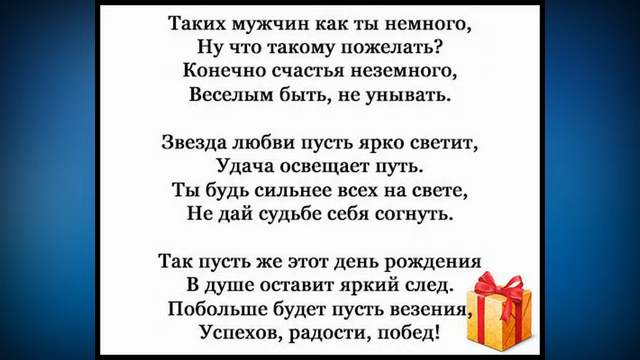 Таких мужчин как ты немного,
Ну что такому пожелать?
Конечно счастья неземного,
Веселым быть, не унывать.
Звезда любви пусть ярко светит,
Удача освещает путь.
Ты будь сильнее всех на свете,
Не дай судьбе себя согнуть.
Так пусть же этот день рождения
В душе оставит яркий след.
Побольше будет пусть везения,
Успехов, радости, побед!